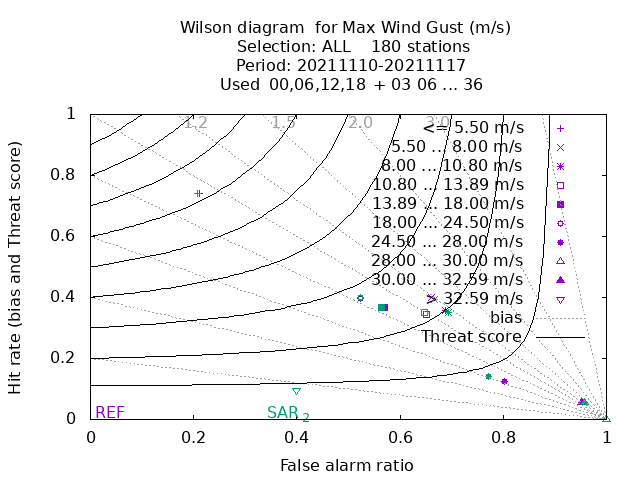 Wilson diagram for Max Wind Gust (m/s)
Selection: ALL 180 stations
Period: 20211110-20211117
Used 00,06,12,18 + 03 06 ... 36
1.2 1.5 2.0 3.0
<= 5.50 m/s
5.50 ... 8.00 m/s
8.00 ... 10.80 m/s
10.80 ... 13.89 m/s
13.89 ... 18.00 m/s
18.00 ... 24.50 m/s
24.50 ... 28.00 m/s
28.00 ... 30.00 m/s
30.00 ... 32.59 m/s
> 32.59 m/s
bias
Threat score
Hit rate (bias and Threat score)
1
0.8
0.6
0.4
0.2
0
REF SAR 2
0 0.2 0.4 0.6 0.8 1
False alarm ratio